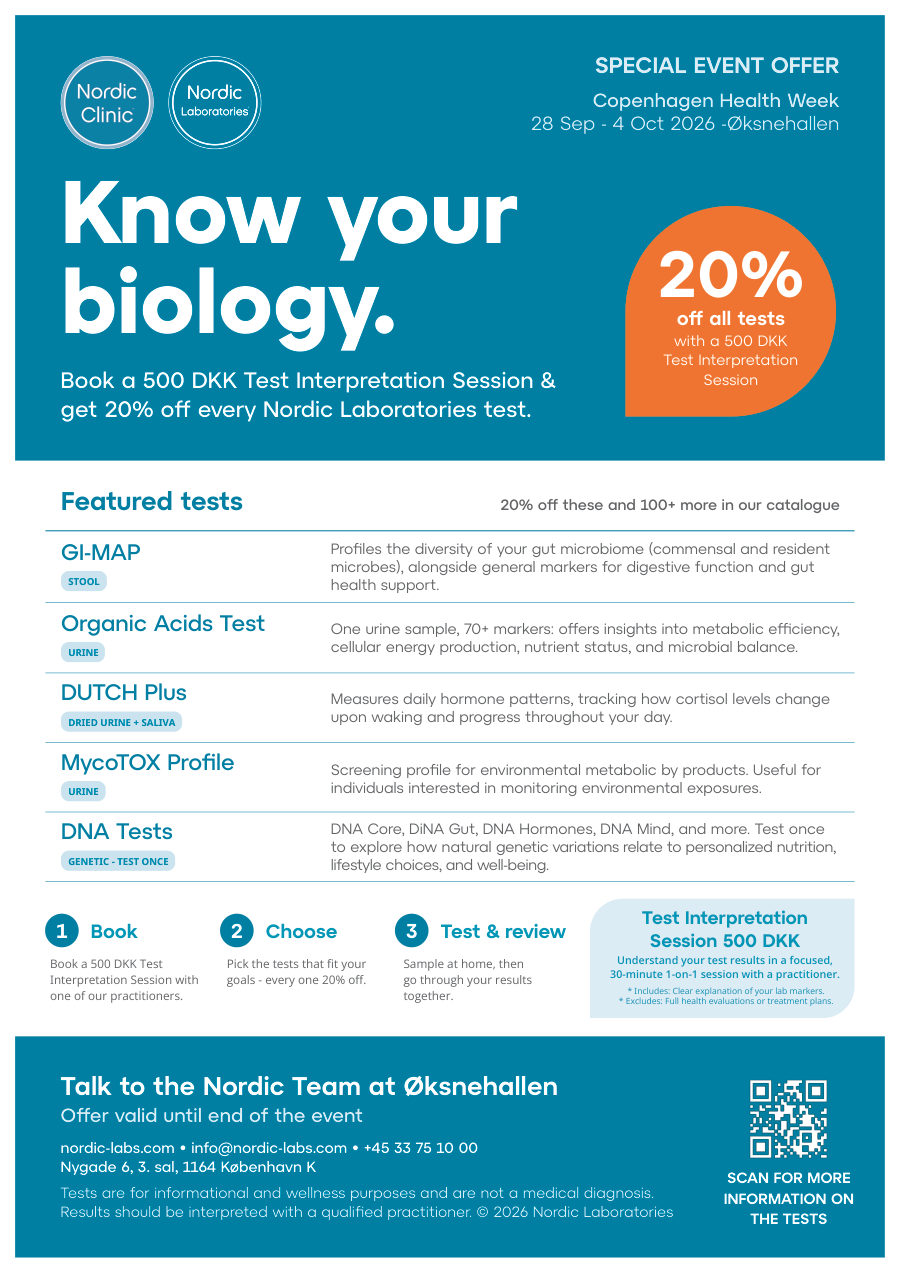 Nordic
Clinic
Nordic
Laboratories
SPECIAL EVENT OFFER
Copenhagen Health Week
28 Sep - 4 Oct 2026 -Øksnehallen
Know your
biology.
Book a 500 DKK Test Interpretation Session &
get 20% off every Nordic Laboratories test.
20%
off all tests
with a 500 DKK
Test Interpretation
Session
Featured tests
20% off these and 100+ more in our catalogue
GI-MAP
STOOL
Profiles the diversity of your gut microbiome (commensal and resident
microbes), alongside general markers for digestive function and gut
health support.
Organic Acids Test
URINE
One urine sample, 70+ markers: offers insights into metabolic efficiency,
cellular energy production, nutrient status, and microbial balance.
DUTCH Plus
DRIED URINE + SALIVA
Measures daily hormone patterns, tracking how cortisol levels change
upon waking and progress throughout your day.
MycoTOX Profile
URINE
Screening profile for environmental metabolic by products. Useful for
individuals interested in monitoring environmental exposures.
DNA Tests
GENETIC - TEST ONCE
DNA Core, DiNA Gut, DNA Hormones, DNA Mind, and more. Test once
to explore how natural genetic variations relate to personalized nutrition,
lifestyle choices, and well-being.
1 Book
Book a 500 DKK Test
Interpretation Session with
one of our practitioners.
2 Choose
Pick the tests that fit your
goals - every one 20% off.
3 Test & review
Sample at home, then
go through your results
together.
Test Interpretation
Session 500 DKK
Understand your test results in a focused,
30-minute 1-on-1 session with a practitioner.
* Includes: Clear explanation of your lab markers.
* Excludes: Full health evaluations or treatment plans.
Talk to the Nordic Team at Øksnehallen
Offer valid until end of the event
nordic-labs.com • info@nordic-labs.com • +45 33 75 10 00
Nygade 6, 3. sal, 1164 København K
Tests are for informational and wellness purposes and are not a medical diagnosis.
Results should be interpreted with a qualified practitioner. © 2026 Nordic Laboratories
SCAN FOR MORE
INFORMATION ON
THE TESTS